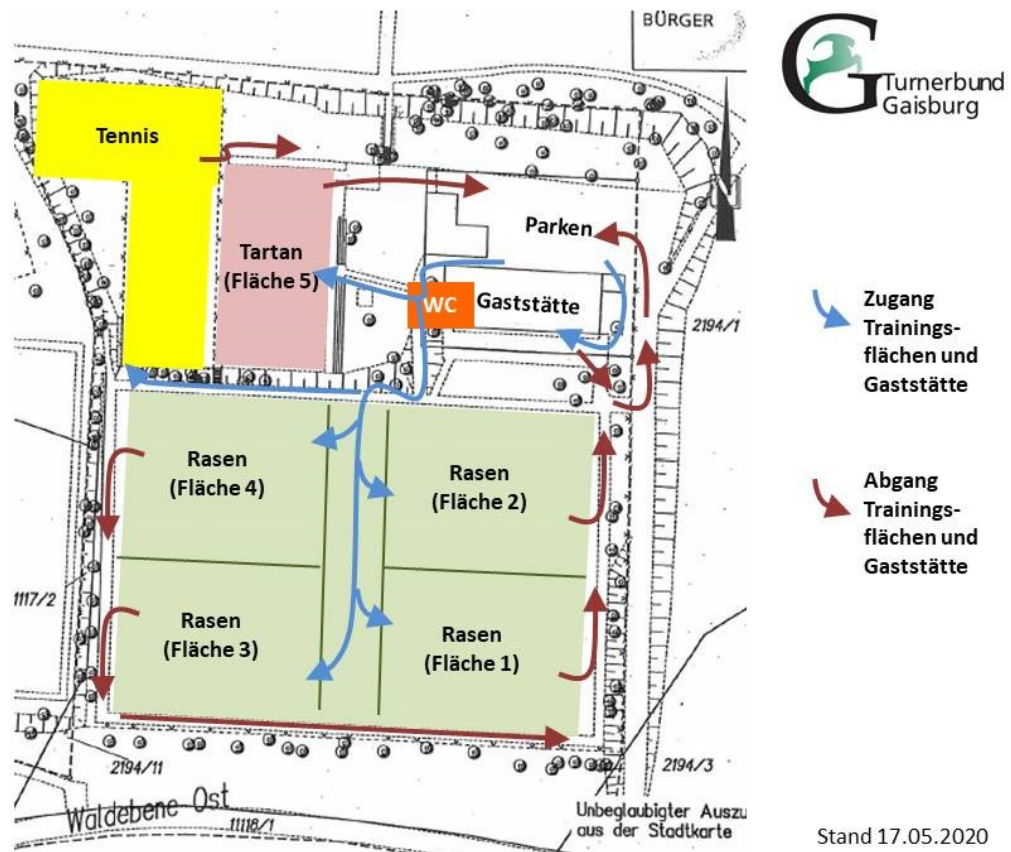 BÜRGER
Turnerbund
Gaisburg
Tennis
Parken
Tartan
(Fläche 5)
WC
Gaststätte
2194/1
Zugang
Trainings-
flächen und
Gaststätte
Rasen
(Fläche 4)
Rasen
(Fläche 2)
Abgang
Trainings-
flächen und
Gaststätte
1117/2
Rasen
(Fläche 3)
Rasen
(Fläche 1)
2194/11
2194/3
Waldebene Ost
11118/1
Unbeglaubigter Auszu
aus der Stadtkarte
Stand 17.05.2020